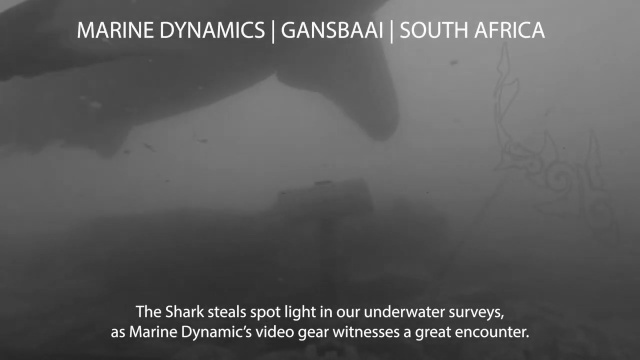 MARINE DYNAMICS | GANSBAAI | SOUTH AFRICA
The Shark steals spot light in our underwater surveys,
as Marine Dynamic's video gear witnesses a great encounter.